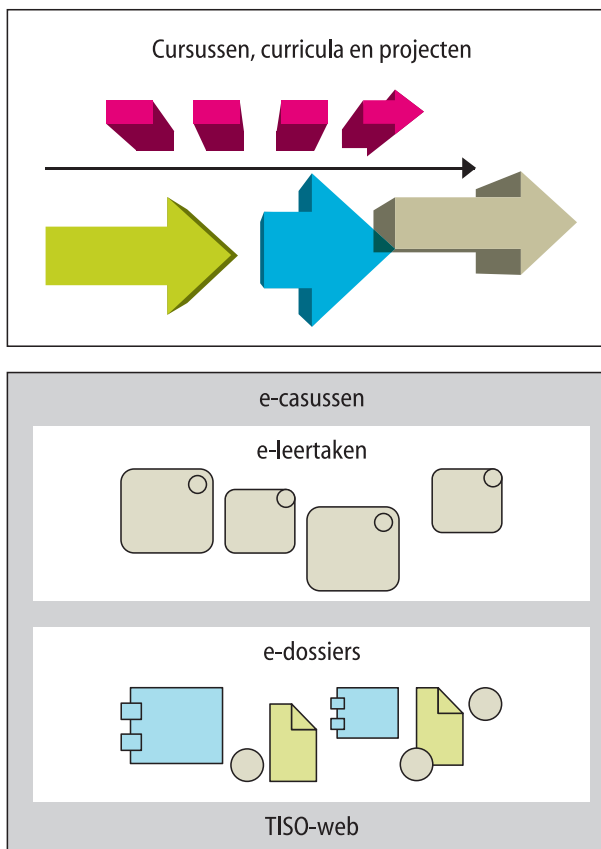 Cursussen, curricula en projecten
e-casussen
e-leertaken
e-dossiers
TISO-web